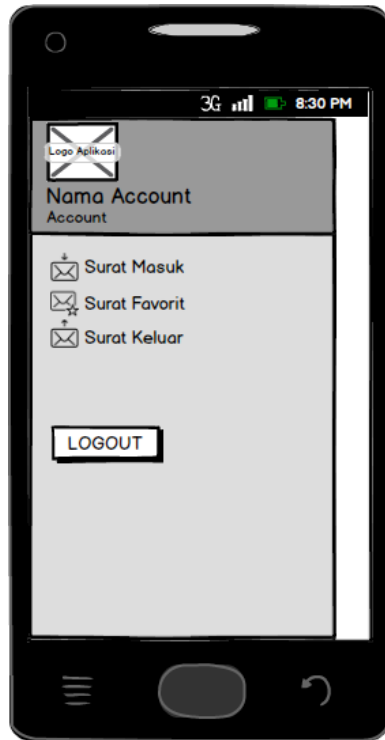 3G 8:30 PM
Logo Aplikasi
Nama Account
Account
Surat Masuk
Surat Favorit
Surat Keluar
LOGOUT